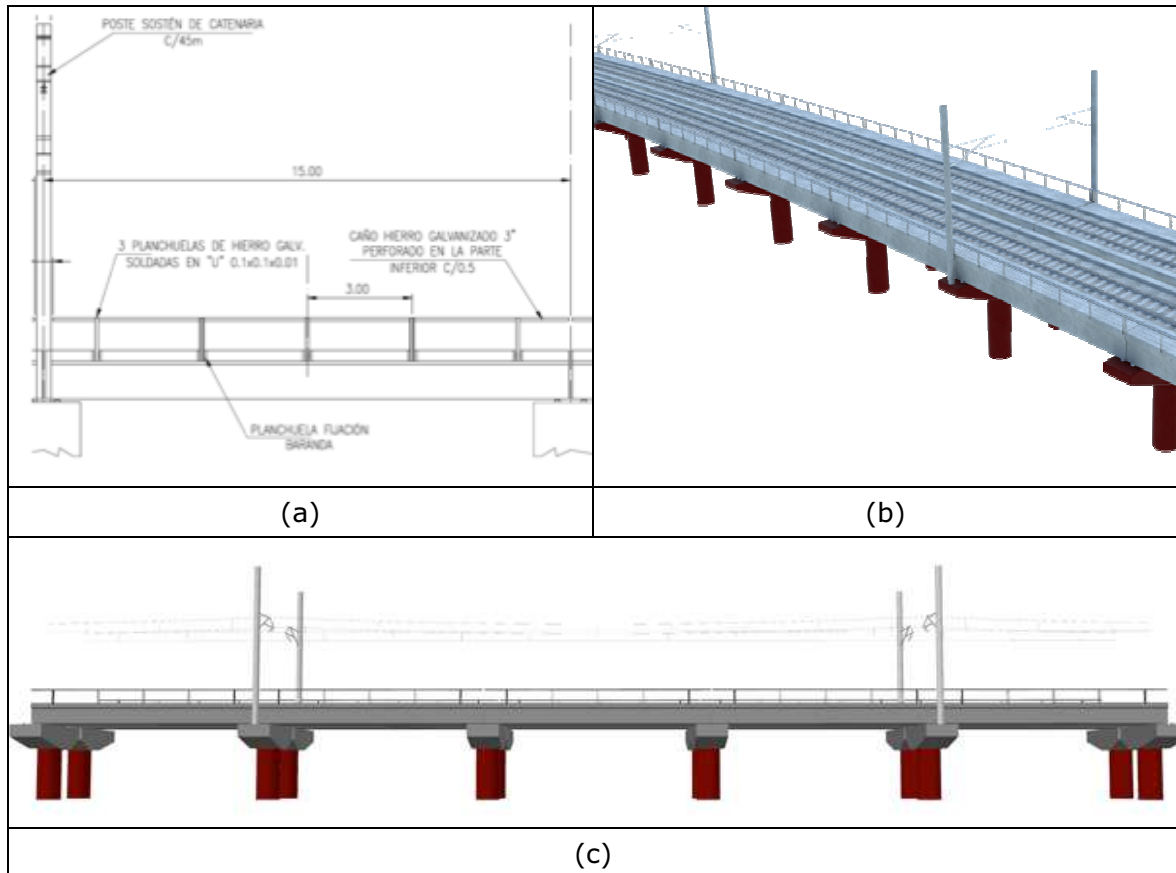 POSTE SOSTÉN DE CATENARIA
C/45m
15.00
3 PLANCHUELAS DE HIERRO GALV.
SOLDADAS EN "U" 0.1x0.1x0.01
CAÑO HIERRO GALVANIZADO 3"
PERFORADO EN LA PARTE
INFERIOR C/0.5
3.00
PLANCHUELA FIJACIÓN
BARANDA
(a)
(b)
(c)